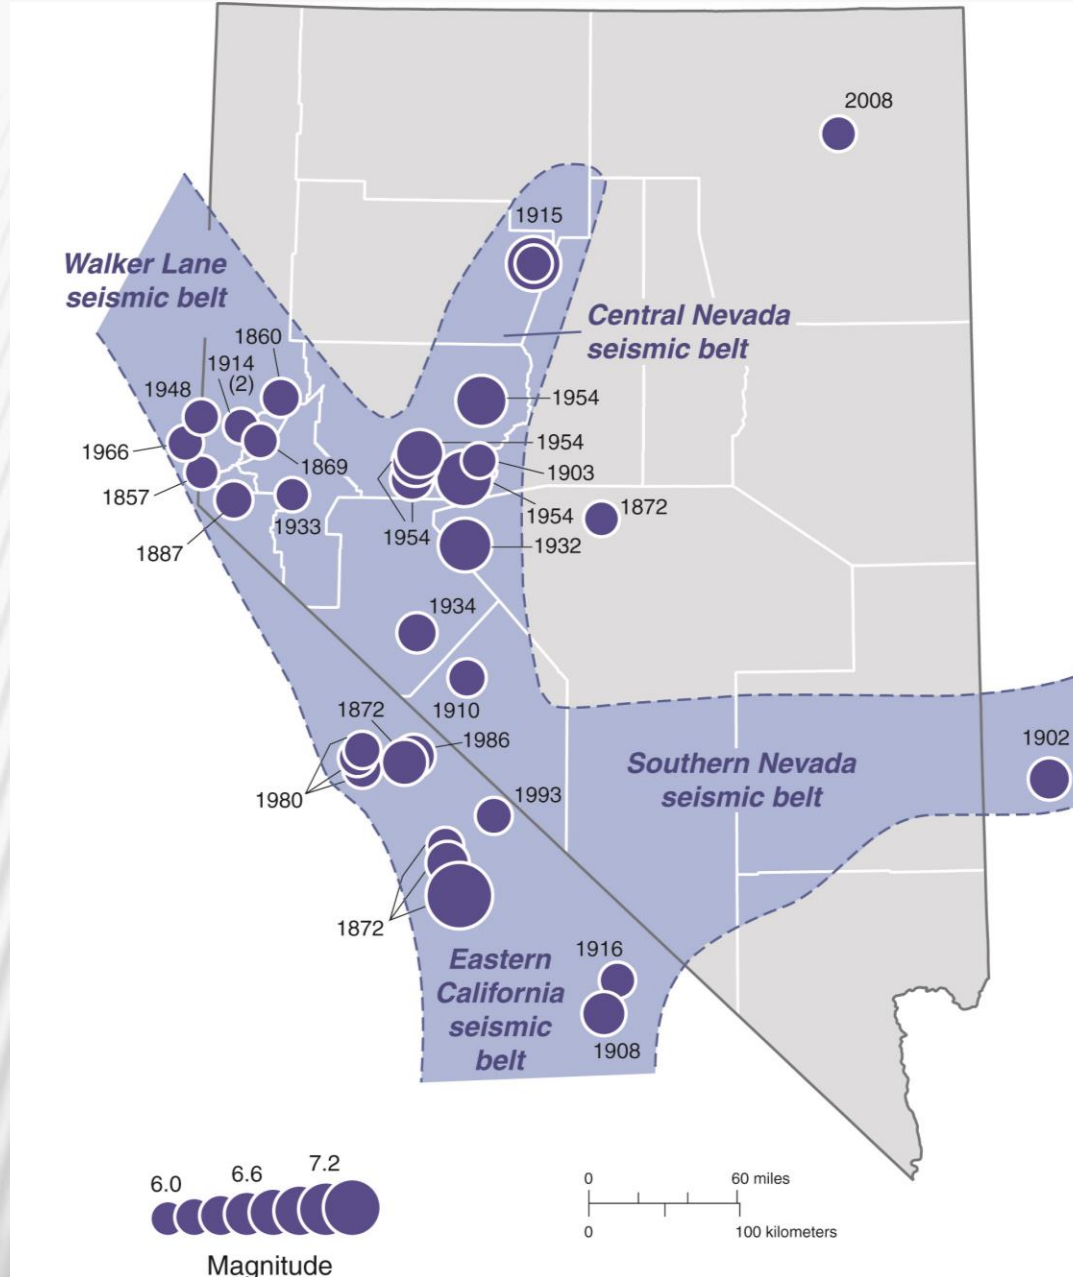 2008
1915
Walker Lane
seismic belt
Central Nevada
seismic belt
1860
1914
(2)
1948
1954
1954
1966
1903
1869
1857
1954
1872
1933
1954
1887
1932
1934
1872
1910
1986
1902
Southern Nevada
seismic belt
1980
1993
1872
Eastern
California
seismic
belt
1916
1908
6.0
6.6
7.2
Magnitude
0
60 miles
0
100 kilometers